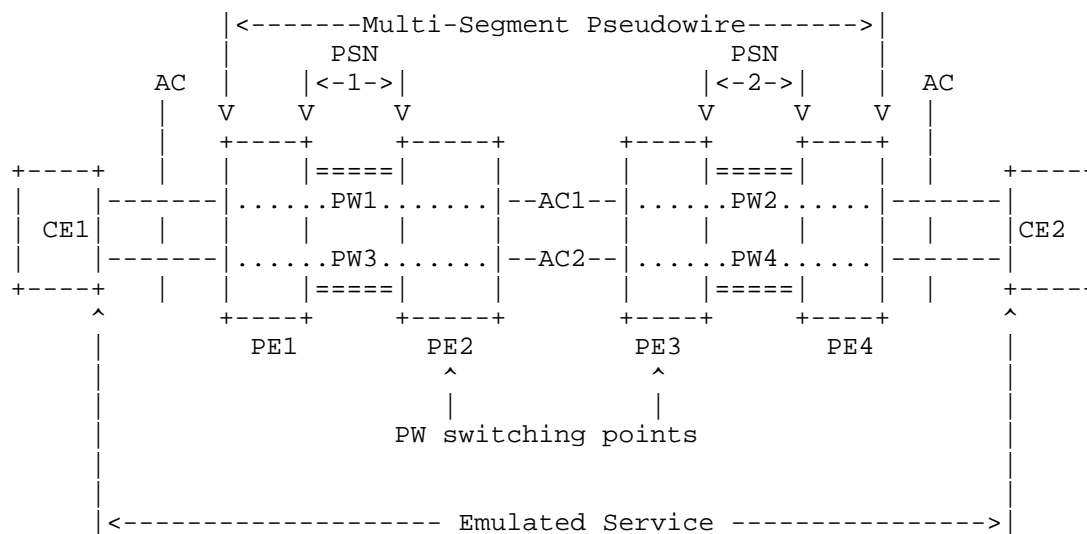 |<-------Multi-Segment Pseudowire------->|
|         PSN                  PSN         |
AC     |     |<-1->|                   |<-2->|    |   AC
|    V     V     V                   V     V    V   |
|    +----+     +-----+       +----+     +----+   |
+----+   |    |    |=====|     |       |    |=====|    |   |     +----
|    |-------|......PW1.......|--AC1--|......PW2......|-------|
| CE1|   |    |    |     |     |       |    |     |    |   |     |CE2
|    |-------|......PW3.......|--AC2--|......PW4......|-------|
+----+   |    |    |=====|     |       |    |=====|    |   |     +----
^        +----+     +-----+       +----+     +----+         ^
|          PE1        PE2           PE3        PE4          |
|                      ^             ^                      |
|                      |             |                      |
|                  PW switching points                      |
|                                                           |
|<--------------------- Emulated Service ---------------->|